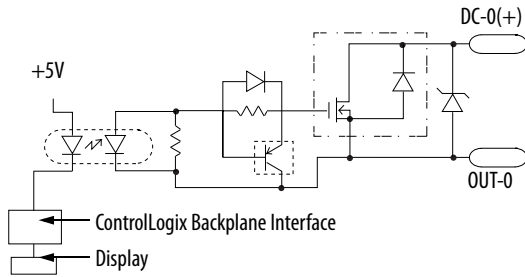 DC-0(+)
+5V
OUT-0
ControlLogix Backplane Interface
Display